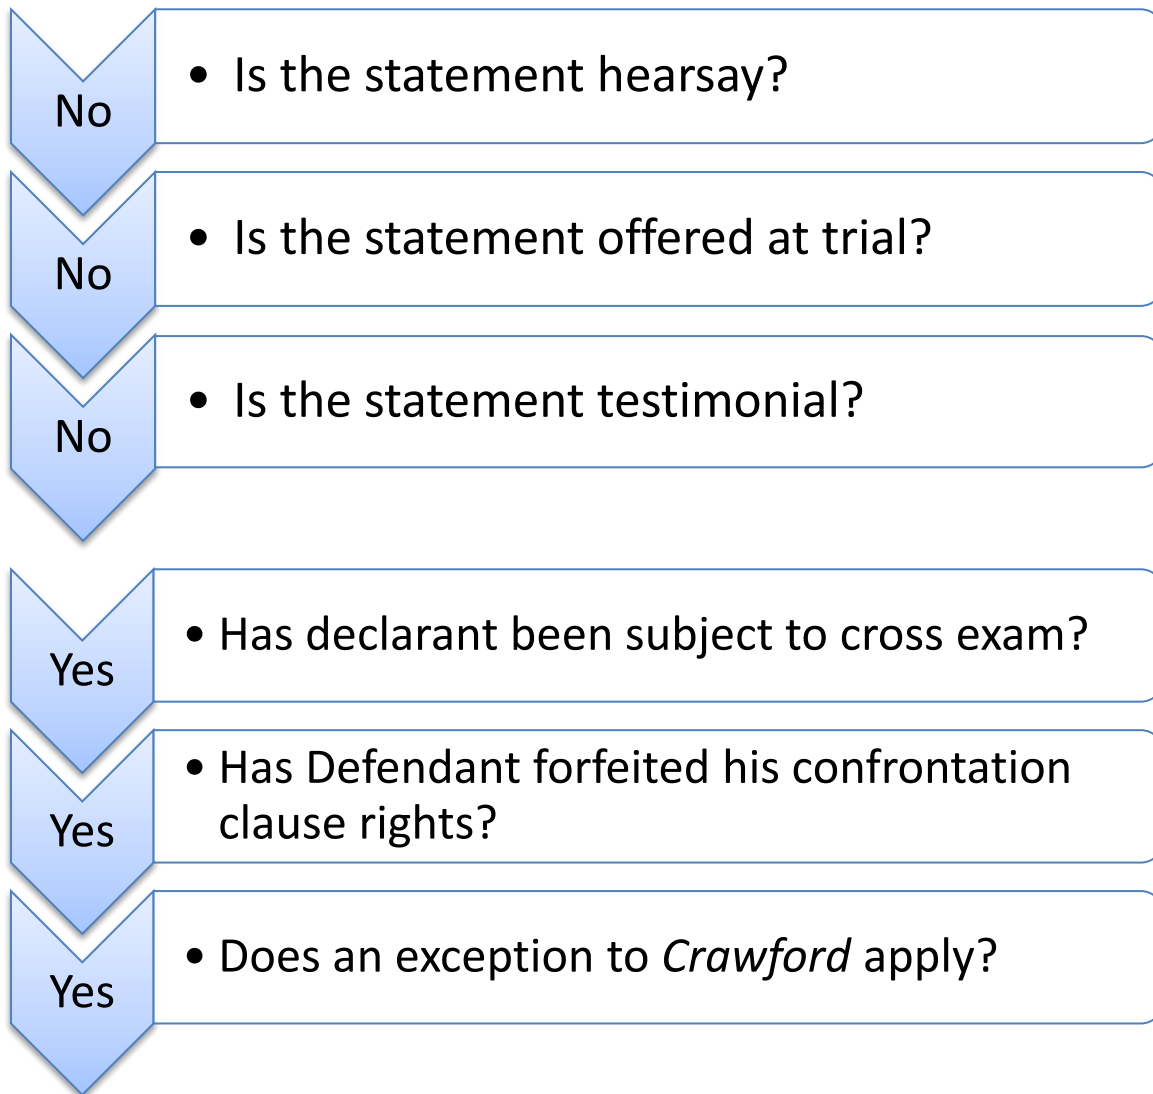 No
• Is the statement hearsay?
No
• Is the statement offered at trial?
No
• Is the statement testimonial?
Yes
• Has declarant been subject to cross exam?
Yes
• Has Defendant forfeited his confrontation
clause rights?
Yes
• Does an exception to Crawford apply?